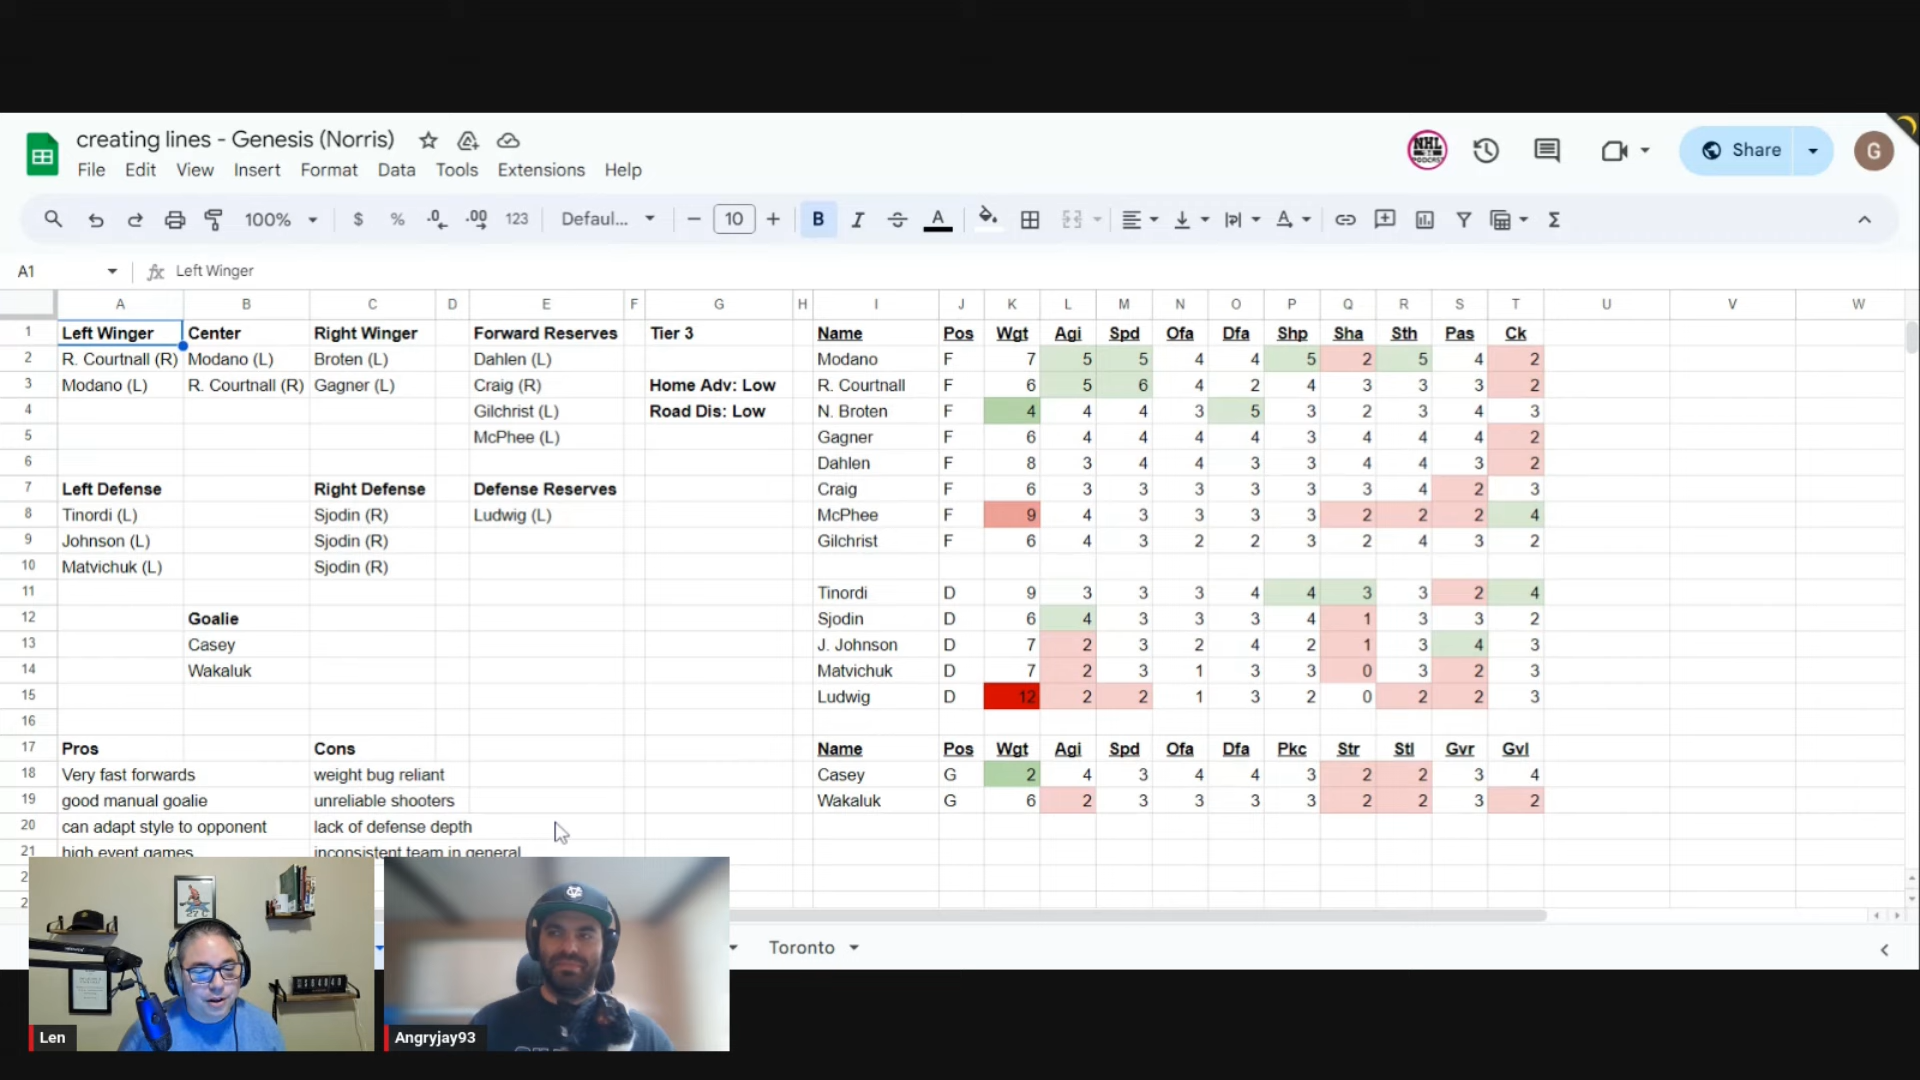 creating lines - Genesis (Norris)
File Edit View Insert Format Data Tools Extensions Help
NHL PODCAST
Share
G
100% $ % .0 .00 123 Defaul... 10 B I A
A1 Left Winger
A B C D E F G H I J K L M N O P Q R S T U V W
1 Left Winger Center Right Winger Forward Reserves Tier 3 Name Pos Wgt Agi Spd Ofa Dfa Shp Sha Sth Pas Ck
2 R. Courtnall (R) Modano (L) Broten (L) Dahlen (L) Modano F 7 5 5 4 4 5 2 5 4 2
3 Modano (L) R. Courtnall (R) Gagner (L) Craig (R) Home Adv: Low R. Courtnall F 6 5 6 4 2 4 3 3 3 2
4 Gilchrist (L) Road Dis: Low N. Broten F 4 4 4 3 5 3 2 3 4 3
5 McPhee (L) Gagner F 6 4 4 4 4 3 4 4 4 2
6 Dahlen F 8 3 4 4 3 3 4 4 3 2
7 Left Defense Right Defense Defense Reserves Craig F 6 3 3 3 3 3 3 4 2 3
8 Tinordi (L) Sjodin (R) Ludwig (L) McPhee F 9 4 3 3 3 3 2 2 2 4
9 Johnson (L) Sjodin (R) Gilchrist F 6 4 3 2 2 3 2 4 3 2
10 Matvichuk (L) Sjodin (R)
11 Tinordi D 9 3 3 3 4 4 3 3 2 4
12 Goalie Sjodin D 6 4 3 3 3 4 1 3 3 2
13 Casey J. Johnson D 7 2 3 2 4 2 1 3 4 3
14 Wakaluk Matvichuk D 7 2 3 1 3 3 0 3 2 3
15 Ludwig D 12 2 2 1 3 2 0 2 2 3
16
17 Pros Cons Name Pos Wgt Agi Spd Ofa Dfa Pkc Str Stl Gvr Gvl
18 Very fast forwards weight bug reliant Casey G 2 4 3 4 4 3 2 2 3 4
19 good manual goalie unreliable shooters Wakaluk G 6 2 3 3 3 3 2 2 3 2
20 can adapt style to opponent lack of defense depth
21 high event games inconsistent team in general
Toronto
Len
Angryjay93